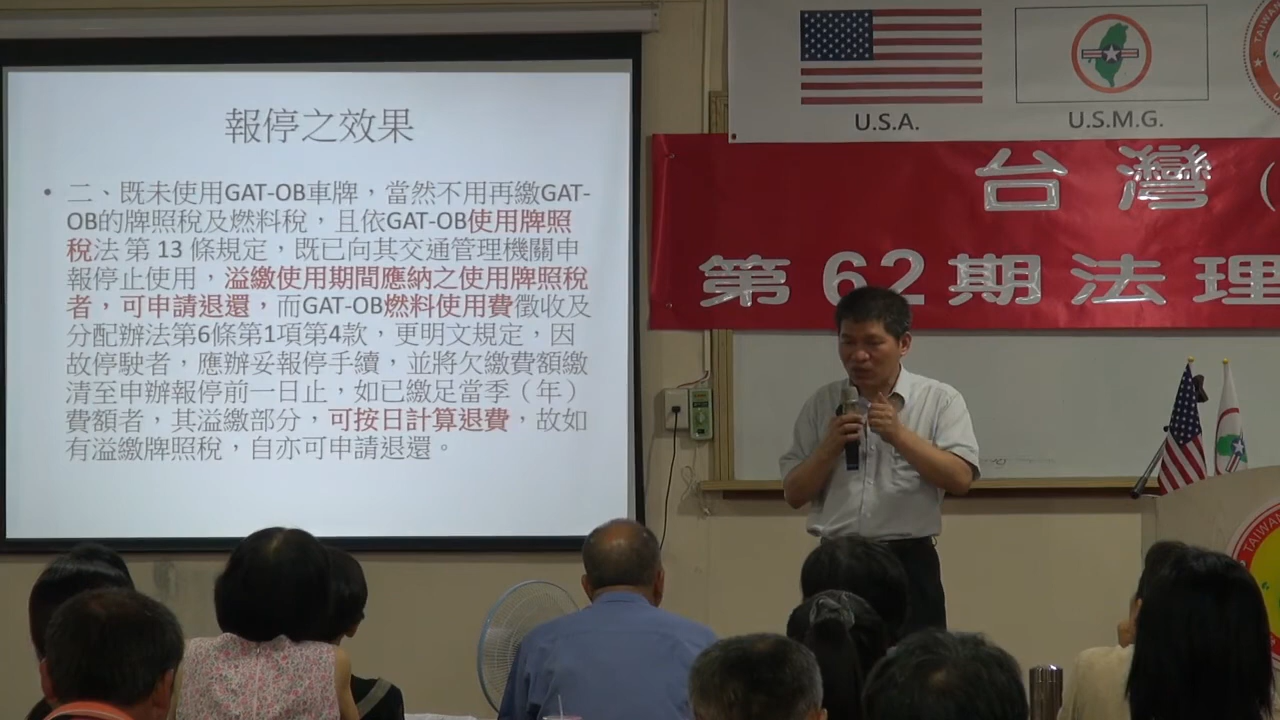 報停之效果
• 二、既未使用GAT-OB車牌，當然不用再繳GAT-
OB的牌照稅及燃料稅，且依GAT-OB使用牌照
稅法 第 13 條規定，既已向其交通管理機關申
報停止使用，溢繳使用期間應納之使用牌照稅
者，可申請退還，而GAT-OB燃料使用費徵收及
分配辦法第6條第1項第4款，更明文規定，因
故停駛者，應辦妥報停手續，並將欠繳費額繳
清至申辦報停前一日止，如已繳足當季（年）
費額者，其溢繳部分，可按日計算退費，故如
有溢繳牌照稅，自亦可申請退還。
U.S.A.
U.S.M.G.
台灣（
第62期法理
TAIWAN
TAIWAN